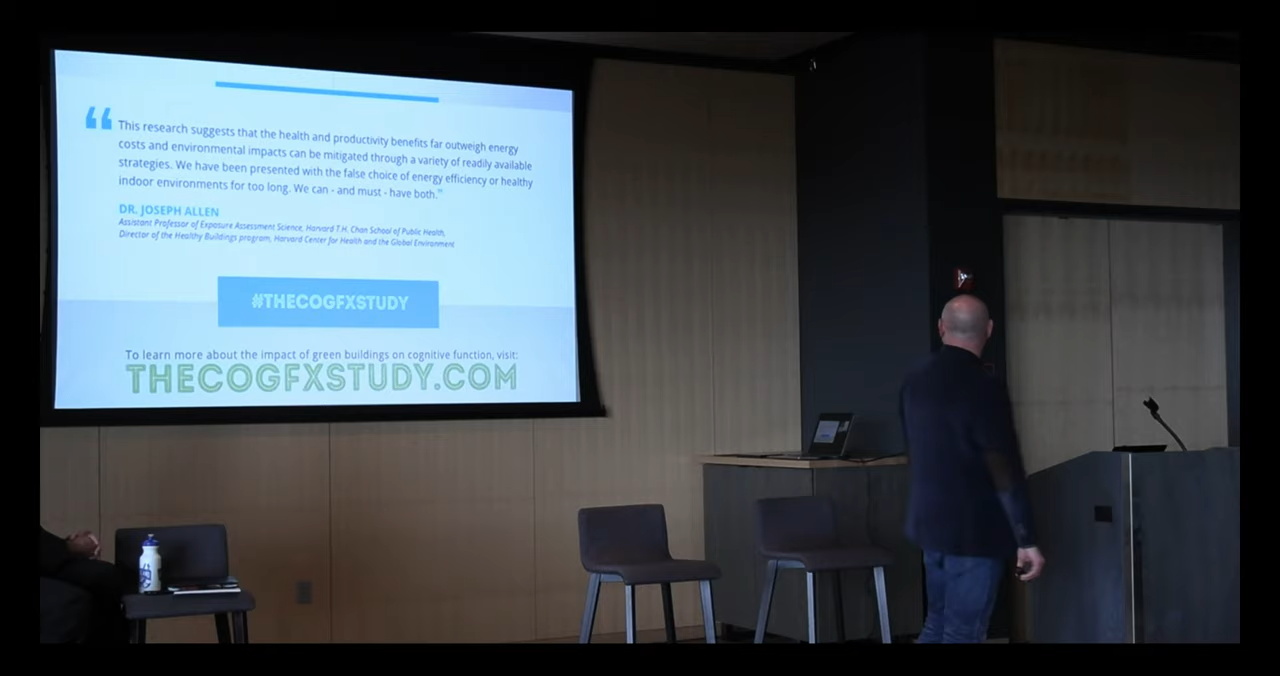 “ This research suggests that the health and productivity benefits far outweigh energy
costs and environmental impacts can be mitigated through a variety of readily available
strategies. We have been presented with the false choice of energy efficiency or healthy
indoor environments for too long. We can - and must - have both.”
DR. JOSEPH ALLEN
Assistant Professor of Exposure Assessment Science, Harvard T.H. Chan School of Public Health,
Director of the Healthy Buildings program, Harvard Center for Health and the Global Environment
#THECOGFXSTUDY
To learn more about the impact of green buildings on cognitive function, visit:
THECOGFXSTUDY.COM